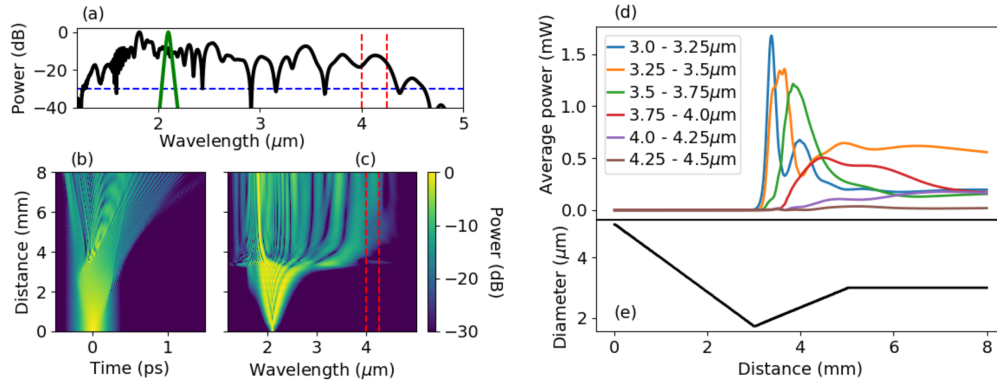 (a)
0
−20
−40
Power (dB)
2
3
4
5
Wavelength (μm)
(b)
(c)
8
6
4
2
0
Distance (mm)
0
1
Time (ps)
2
3
4
Wavelength (μm)
0
−10
−20
−30
Power (dB)
(d)
1.5
1.0
0.5
0.0
Average power (mW)
3.0 - 3.25μm
3.25 - 3.5μm
3.5 - 3.75μm
3.75 - 4.0μm
4.0 - 4.25μm
4.25 - 4.5μm
4
2
Diameter (μm)
(e)
0
2
4
6
8
Distance (mm)